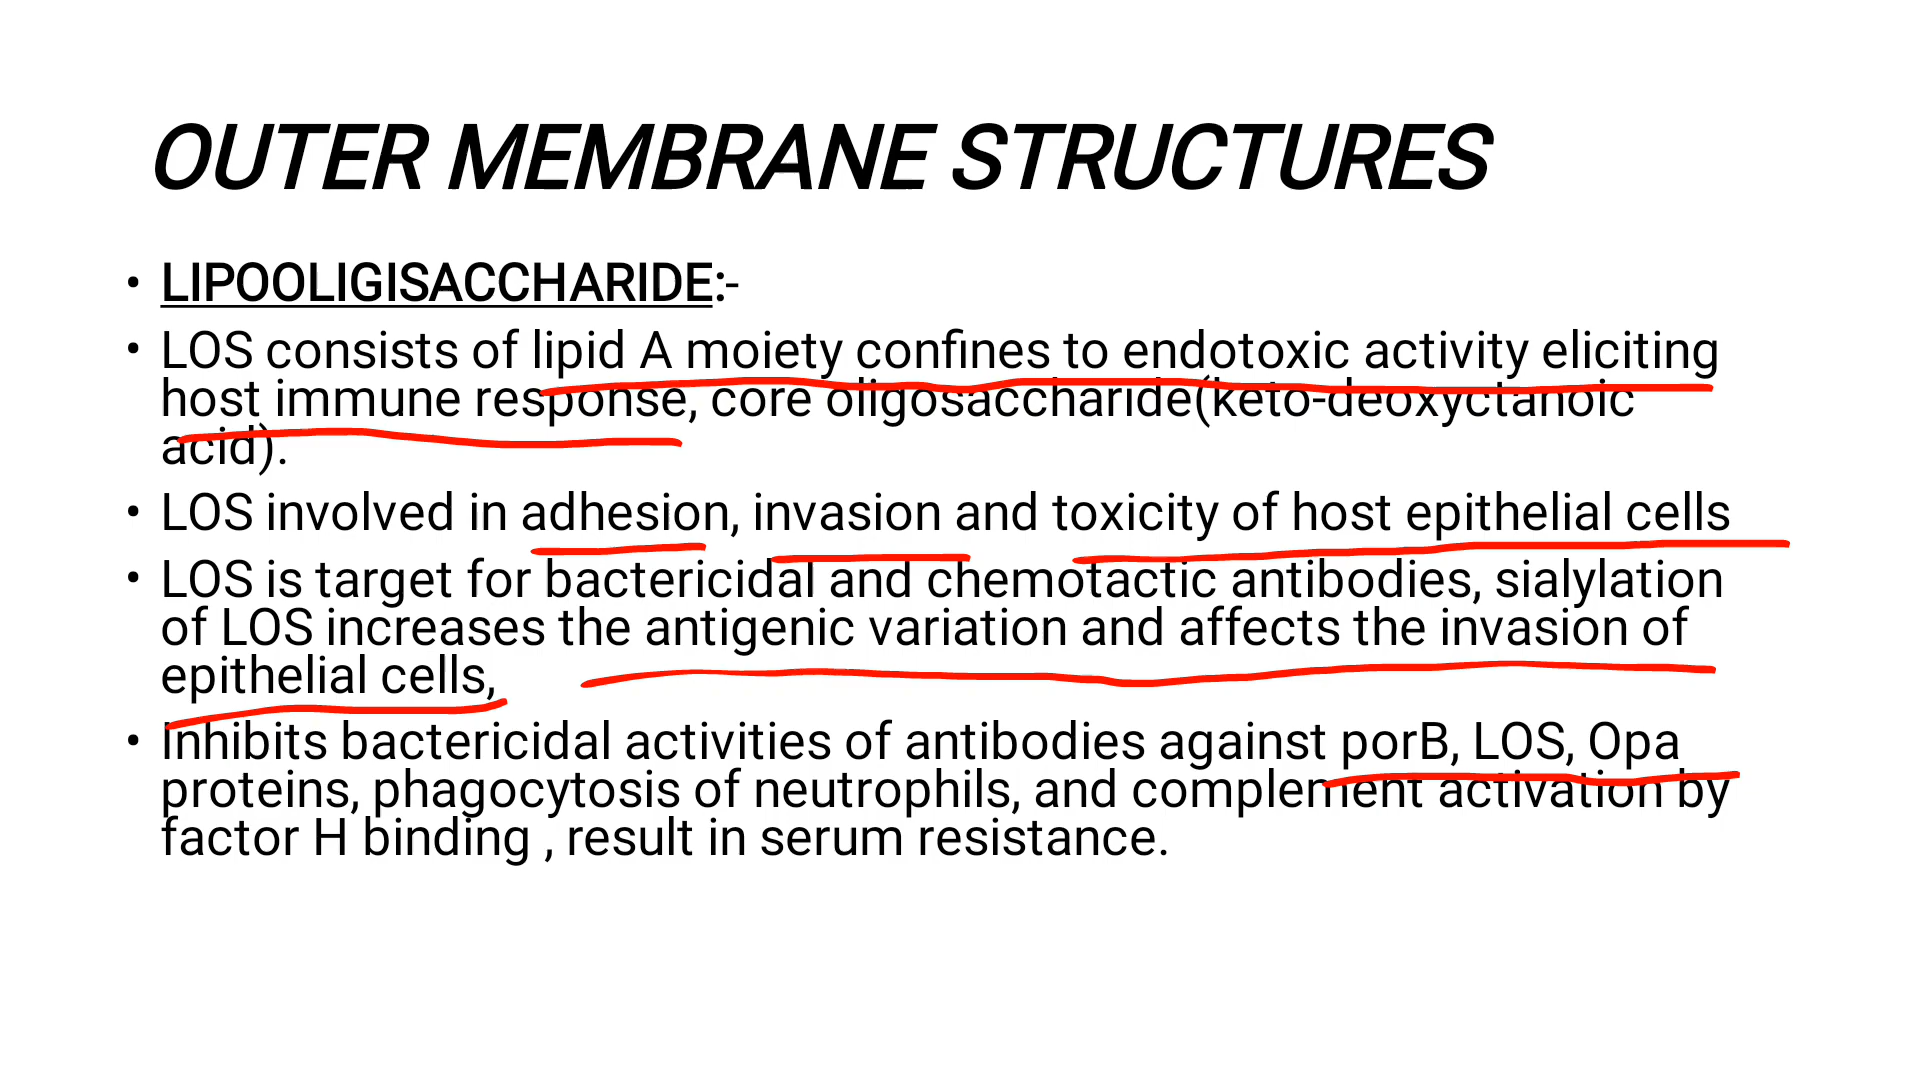 OUTER MEMBRANE STRUCTURES
• LIPOOLIGISACCHARIDE:-
• LOS consists of lipid A moiety confines to endotoxic activity eliciting
host immune response, core oligosaccharide(keto-deoxyctanoic
acid).
• LOS involved in adhesion, invasion and toxicity of host epithelial cells
• LOS is target for bactericidal and chemotactic antibodies, sialylation
of LOS increases the antigenic variation and affects the invasion of
epithelial cells,
• Inhibits bactericidal activities of antibodies against porB, LOS, Opa
proteins, phagocytosis of neutrophils, and complement activation by
factor H binding , result in serum resistance.